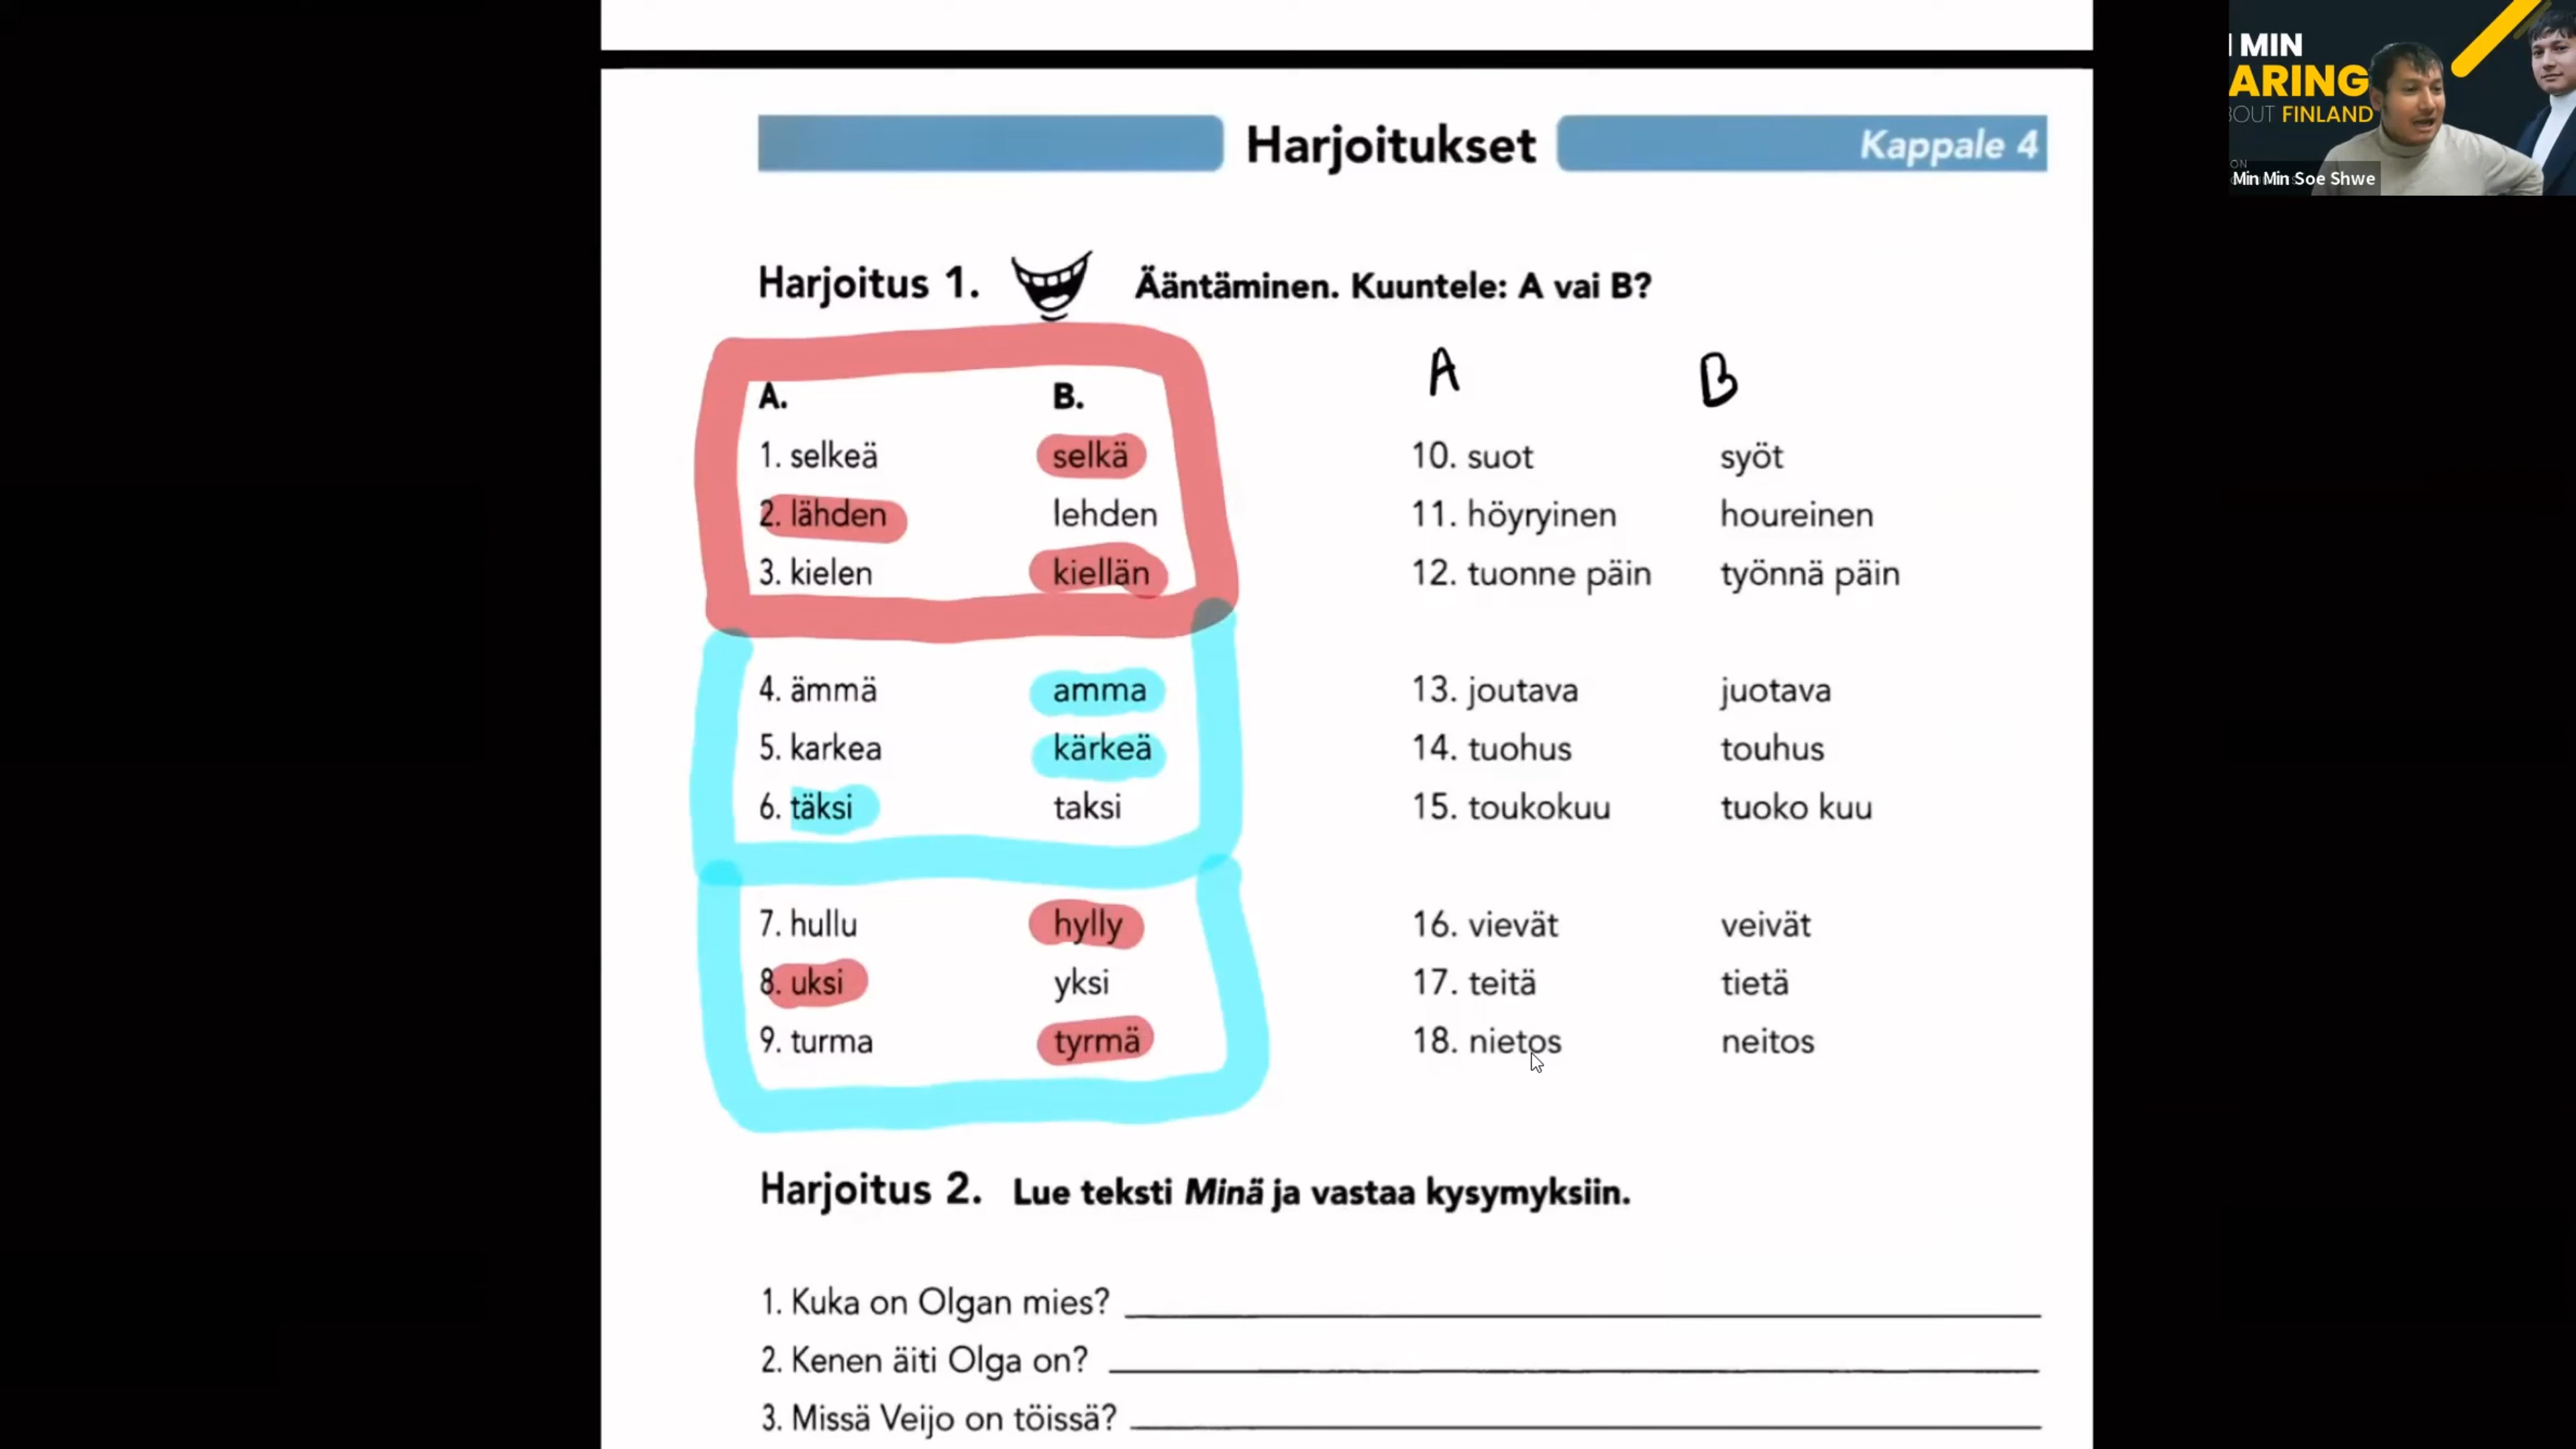 Harjoitukset
Kappale 4
Harjoitus 1. Ääntäminen. Kuuntele: A vai B?
A. B.
1. selkeä selkä
2. lähden lehden
3. kielen kiellän
4. ämmä amma
5. karkea kärkeä
6. täksi taksi
7. hullu hylly
8. uksi yksi
9. turma tyrmä
A B
10. suot syöt
11. höyryinen houreinen
12. tuonne päin työnnä päin
13. joutava juotava
14. tuohus touhus
15. toukokuu tuoko kuu
16. vievät veivät
17. teitä tietä
18. nietos neitos
Harjoitus 2. Lue teksti Minä ja vastaa kysymyksiin.
1. Kuka on Olgan mies?
2. Kenen äiti Olga on?
3. Missä Veijo on töissä?
MIN
ARING
BOUT FINLAND
ON
Min Min Soe Shwe